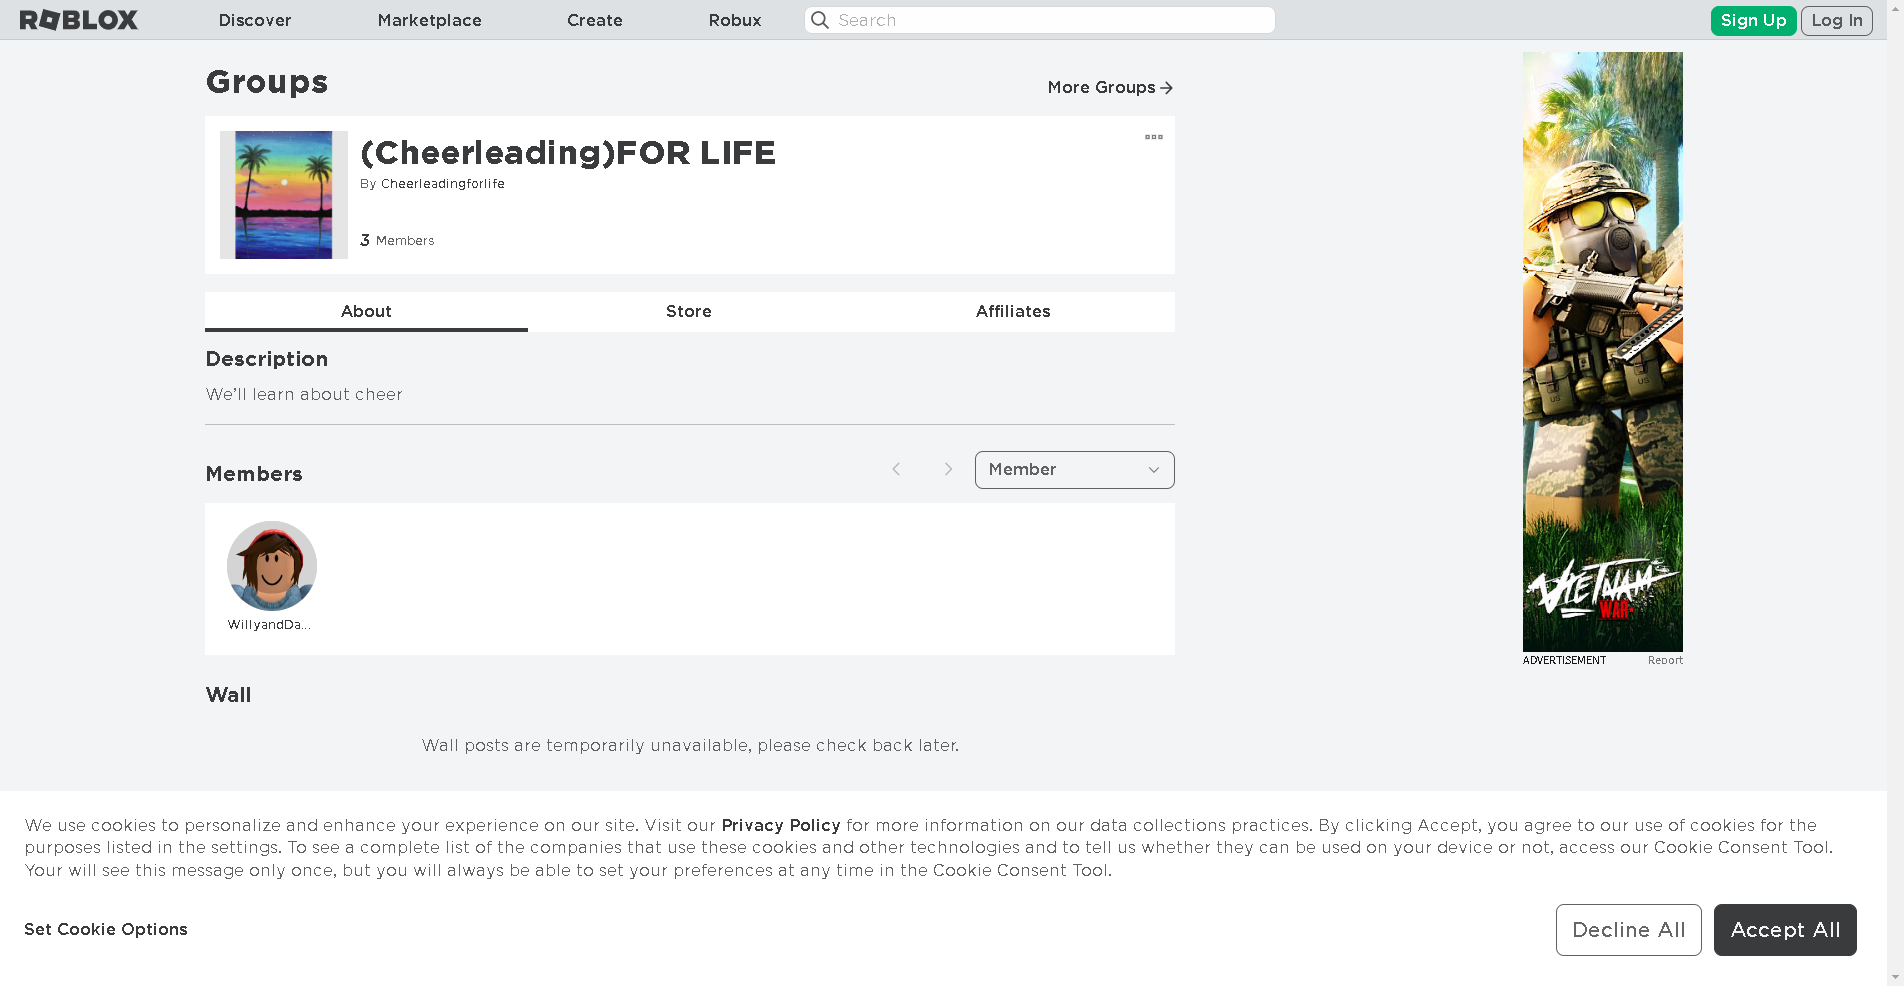 ROBLOX
Discover
Marketplace
Create
Robux
Search
Sign Up
Log In
Groups
More Groups
(Cheerleading)FOR LIFE
By Cheerleadingforlife
3 Members
About
Store
Affiliates
Description
We'll learn about cheer
Members
Member
WillyandDa...
Wall
Wall posts are temporarily unavailable, please check back later.
US
US
VIETNAM
WAR
ADVERTISEMENT
Report
We use cookies to personalize and enhance your experience on our site. Visit our Privacy Policy for more information on our data collections practices. By clicking Accept, you agree to our use of cookies for the
purposes listed in the settings. To see a complete list of the companies that use these cookies and other technologies and to tell us whether they can be used on your device or not, access our Cookie Consent Tool.
Your will see this message only once, but you will always be able to set your preferences at any time in the Cookie Consent Tool.
Set Cookie Options
Decline All
Accept All